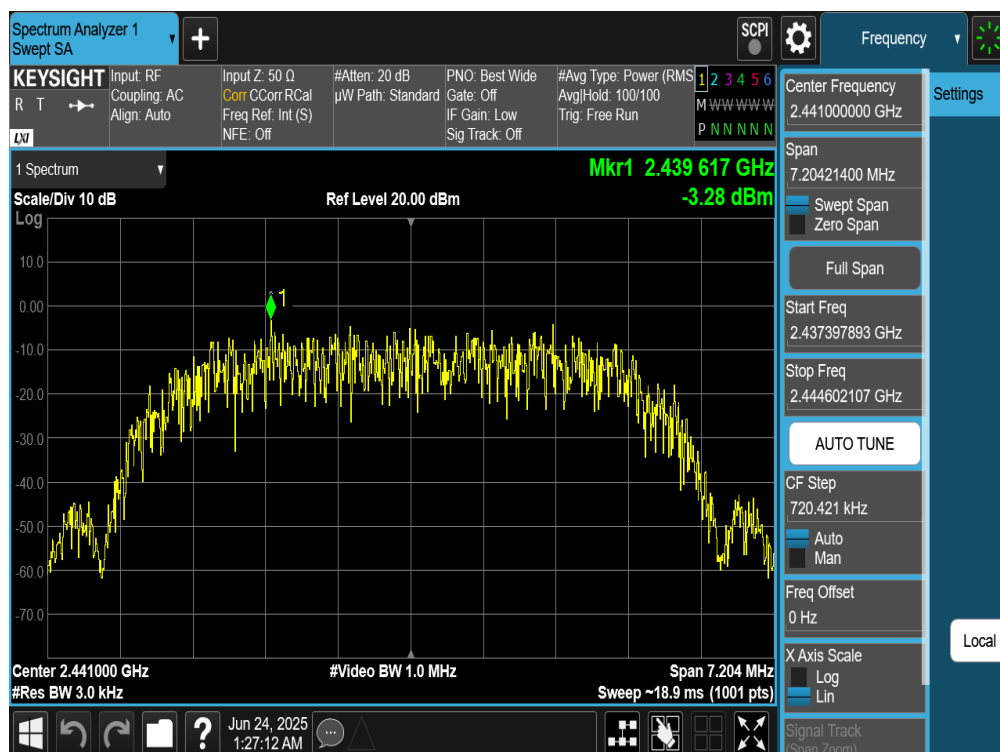 Spectrum Analyzer 1
Swept SA
SCPI
Frequency
KEYSIGHT
R T
LXI
Input: RF
Coupling: AC
Align: Auto
Input Z: 50 Ω
Corr CCorr RCal
Freq Ref: Int (S)
NFE: Off
#Atten: 20 dB
µW Path: Standard
PNO: Best Wide
Gate: Off
IF Gain: Low
Sig Track: Off
#Avg Type: Power (RMS
Avg|Hold: 100/100
Trig: Free Run
1 2 3 4 5 6
M W W W W W
P N N N N N
1 Spectrum
Mkr1 2.439 617 GHz
-3.28 dBm
Scale/Div 10 dB
Ref Level 20.00 dBm
Log
10.0
0.00
-10.0
-20.0
-30.0
-40.0
-50.0
-60.0
-70.0
1
Center 2.441000 GHz
#Video BW 1.0 MHz
Span 7.204 MHz
#Res BW 3.0 kHz
Sweep ~18.9 ms (1001 pts)
Center Frequency
2.441000000 GHz
Span
7.20421400 MHz
Swept Span
Zero Span
Full Span
Start Freq
2.437397893 GHz
Stop Freq
2.444602107 GHz
AUTO TUNE
CF Step
720.421 kHz
Auto
Man
Freq Offset
0 Hz
X Axis Scale
Log
Lin
Signal Track
(Span Zoom)
Settings
Local
?
Jun 24, 2025
1:27:12 AM